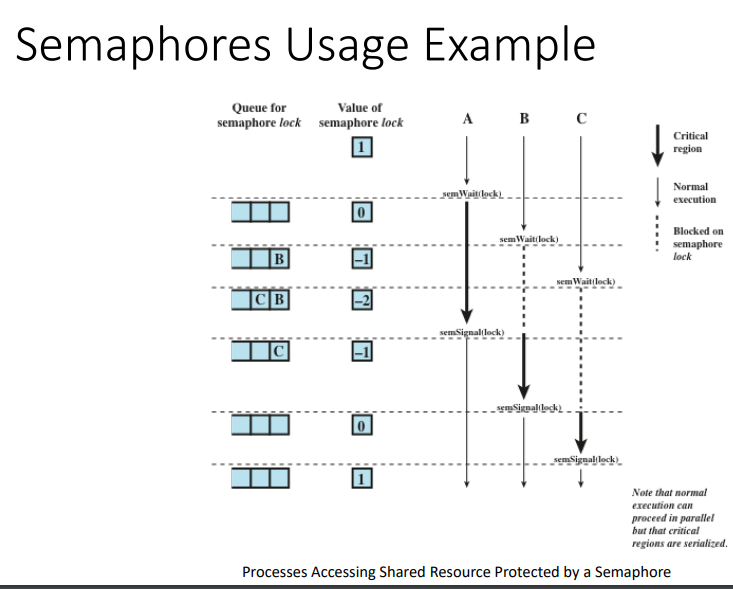 Semaphores Usage Example
Queue for
semaphore lock
Value of
semaphore lock
A
B
C
1
Critical
region
Normal
execution
Blocked on
semaphore
lock
semWait(lock)
0
semWait(lock)
B
–1
semWait(lock)
C B
–2
semSignal(lock)
C
–1
semSignal(lock)
0
semSignal(lock)
1
Note that normal
execution can
proceed in parallel
but that critical
regions are serialized.
Processes Accessing Shared Resource Protected by a Semaphore